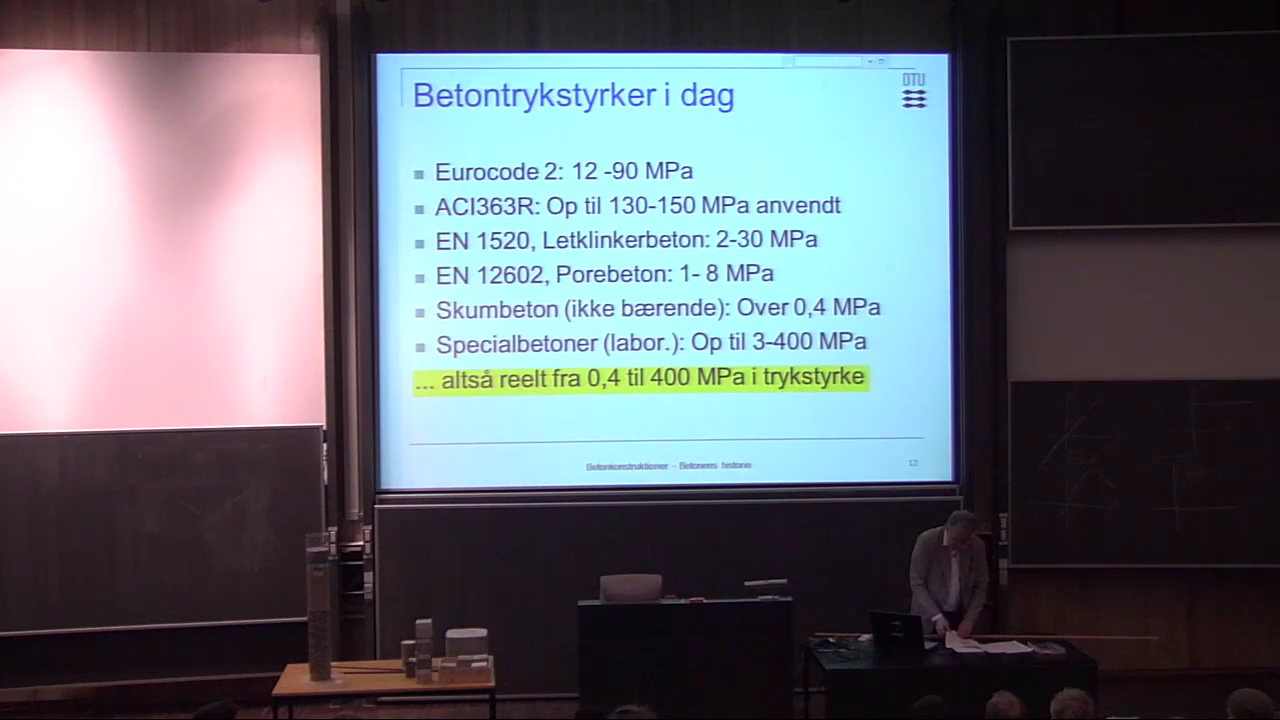 DTU
Betontrykstyrker i dag
Eurocode 2: 12 -90 MPa
ACI363R: Op til 130-150 MPa anvendt
EN 1520, Letklinkerbeton: 2-30 MPa
EN 12602, Porebeton: 1- 8 MPa
Skumbeton (ikke bærende): Over 0,4 MPa
Specialbetoner (labor.): Op til 3-400 MPa
... altså reelt fra 0,4 til 400 MPa i trykstyrke
Betonkonstruktioner - Betonens historie
12